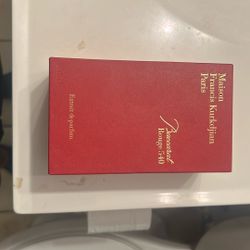 Maison
Francis Kurkdjian
Paris
Baccarat
Rouge 540
Extrait de parfum